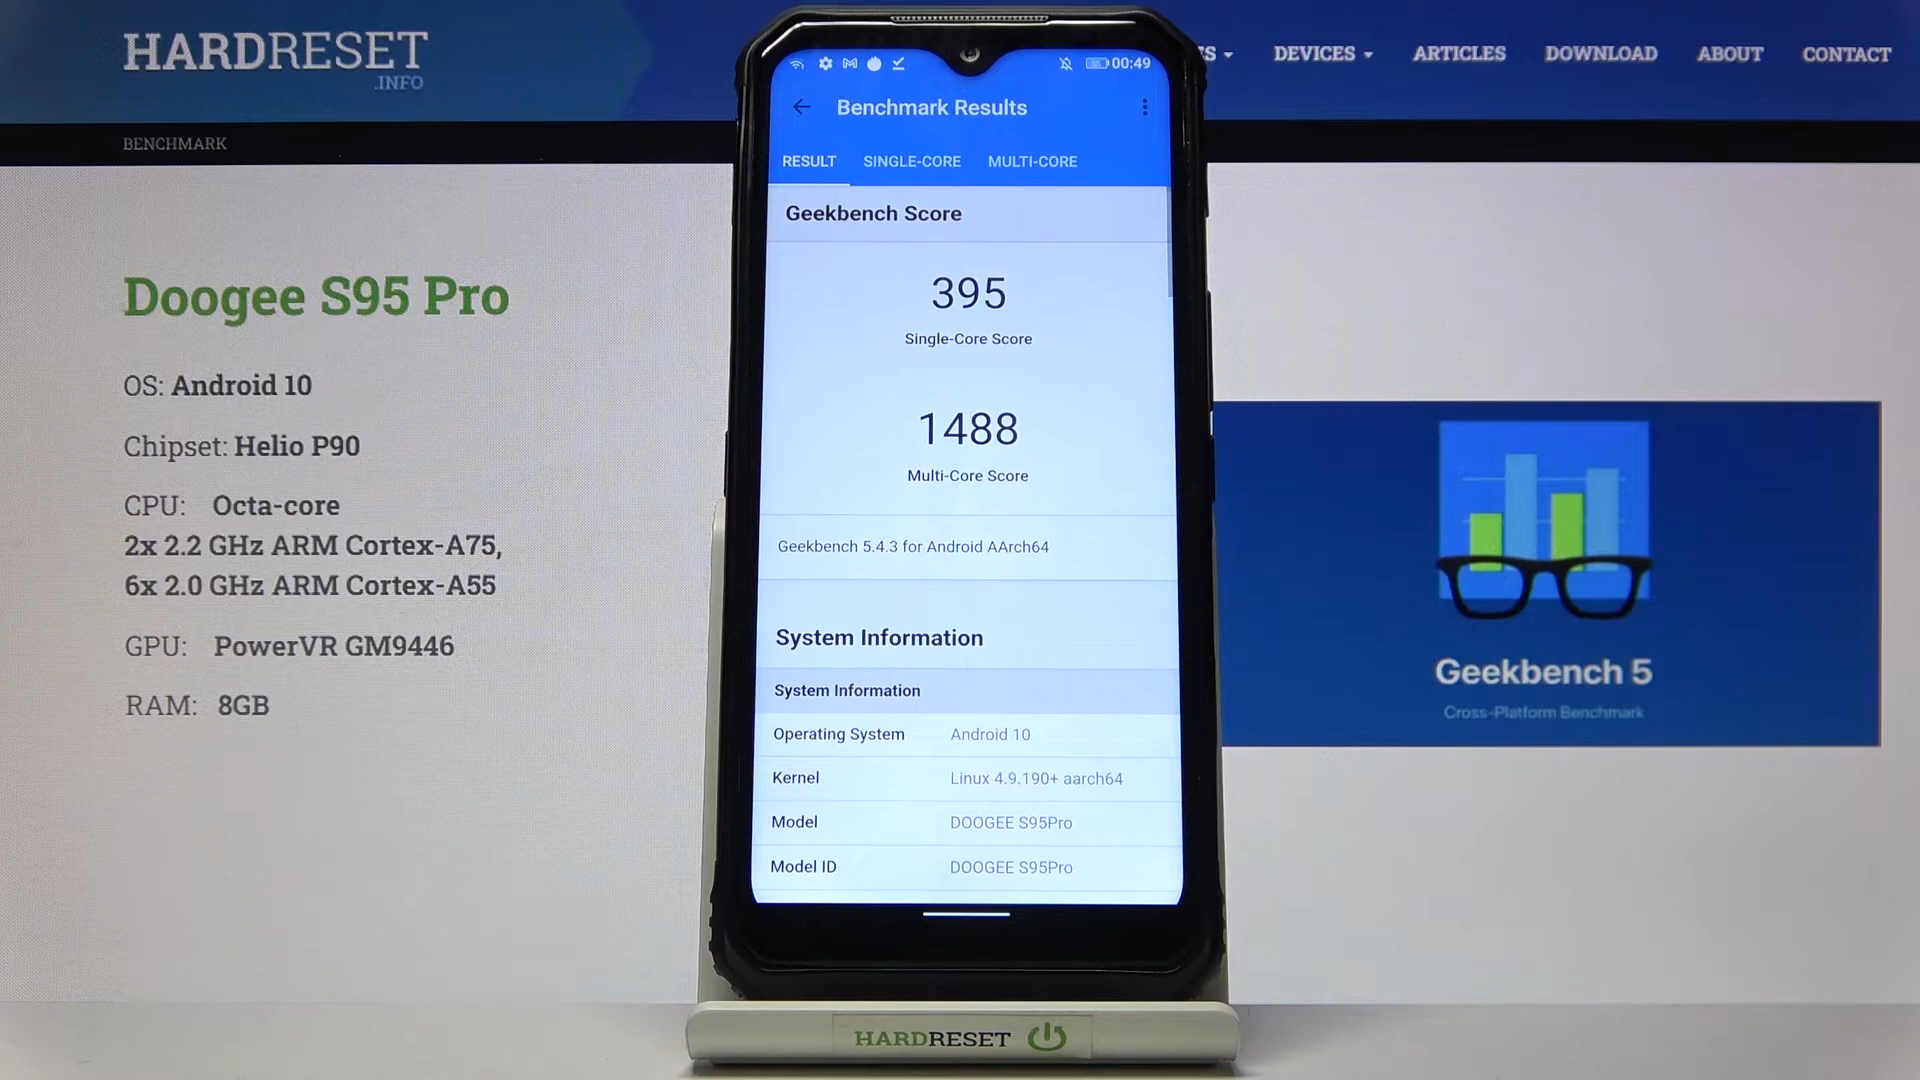 HARDRESET
.INFO
DEVICES
ARTICLES
DOWNLOAD
ABOUT
CONTACT
BENCHMARK
Doogee S95 Pro
OS: Android 10
Chipset: Helio P90
CPU: Octa-core
2x 2.2 GHz ARM Cortex-A75,
6x 2.0 GHz ARM Cortex-A55
GPU: PowerVR GM9446
RAM: 8GB
00:49
Benchmark Results
RESULT SINGLE-CORE MULTI-CORE
Geekbench Score
395
Single-Core Score
1488
Multi-Core Score
Geekbench 5.4.3 for Android AArch64
System Information
System Information
Operating System Android 10
Kernel Linux 4.9.190+ aarch64
Model DOOGEE S95Pro
Model ID DOOGEE S95Pro
Geekbench 5
Cross-Platform Benchmark
HARDRESET